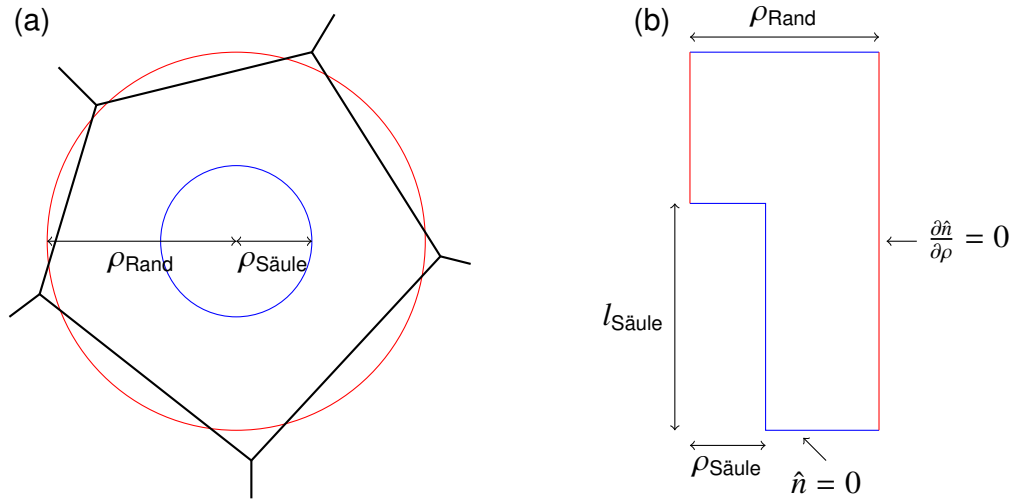 (a)
ρRand
ρSäule
(b)
ρRand
∂n̂/∂ρ = 0
lSäule
ρSäule
n̂ = 0